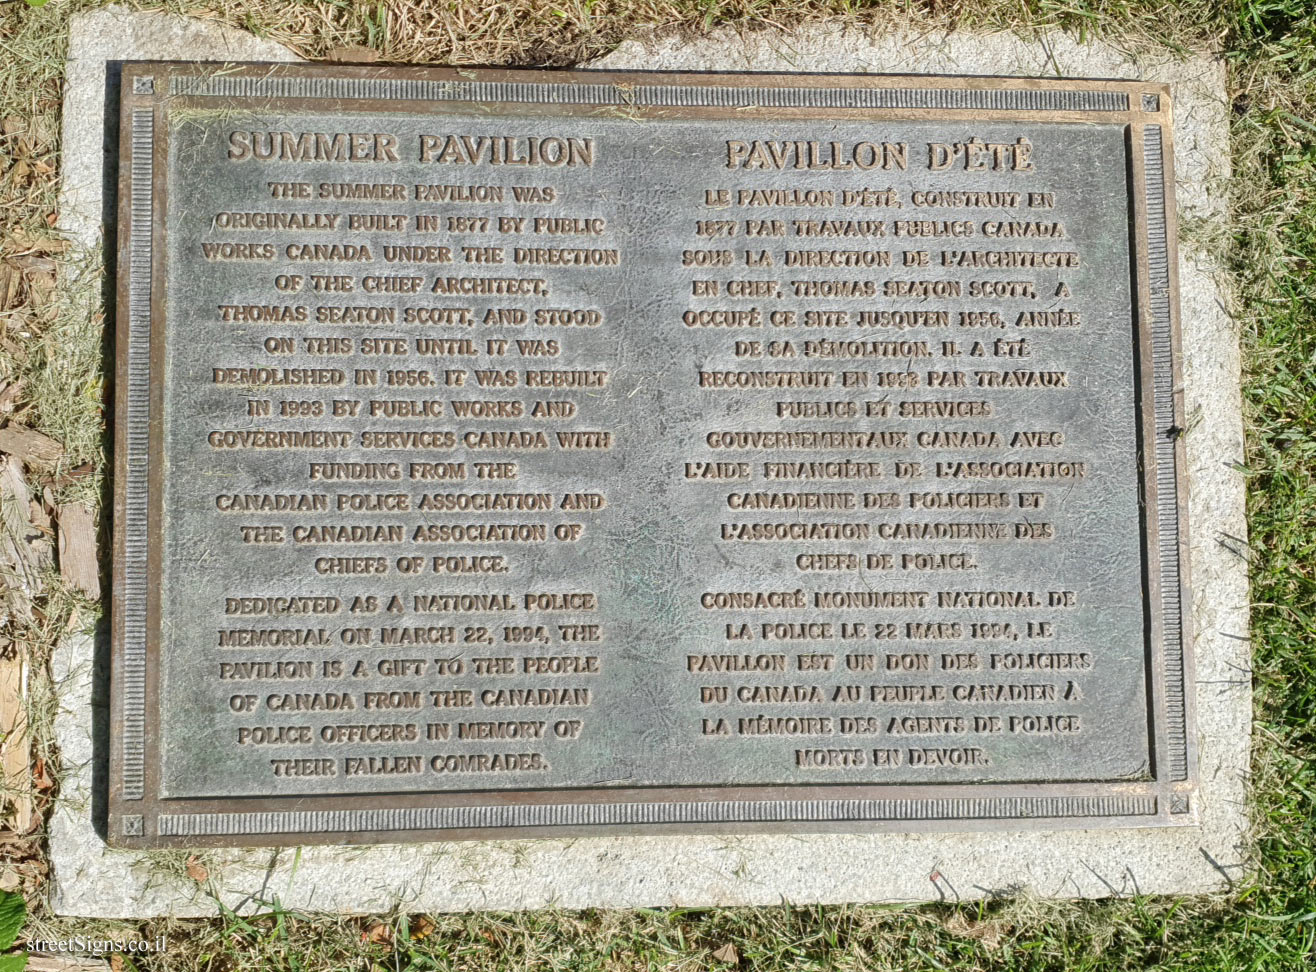 SUMMER PAVILION
THE SUMMER PAVILION WAS
ORIGINALLY BUILT IN 1877 BY PUBLIC
WORKS CANADA UNDER THE DIRECTION
OF THE CHIEF ARCHITECT,
THOMAS SEATON SCOTT, AND STOOD
ON THIS SITE UNTIL IT WAS
DEMOLISHED IN 1956. IT WAS REBUILT
IN 1993 BY PUBLIC WORKS AND
GOVERNMENT SERVICES CANADA WITH
FUNDING FROM THE
CANADIAN POLICE ASSOCIATION AND
THE CANADIAN ASSOCIATION OF
CHIEFS OF POLICE.
DEDICATED AS A NATIONAL POLICE
MEMORIAL ON MARCH 22, 1994, THE
PAVILION IS A GIFT TO THE PEOPLE
OF CANADA FROM THE CANADIAN
POLICE OFFICERS IN MEMORY OF
THEIR FALLEN COMRADES.
PAVILLON D'ÉTÉ
LE PAVILLON D'ÉTÉ, CONSTRUIT EN
1877 PAR TRAVAUX PUBLICS CANADA
SOUS LA DIRECTION DE L'ARCHITECTE
EN CHEF, THOMAS SEATON SCOTT, A
OCCUPÉ CE SITE JUSQU'EN 1956, ANNÉE
DE SA DÉMOLITION. IL A ÉTÉ
RECONSTRUIT EN 1993 PAR TRAVAUX
PUBLICS ET SERVICES
GOUVERNEMENTAUX CANADA AVEC
L'AIDE FINANCIÈRE DE L'ASSOCIATION
CANADIENNE DES POLICIERS ET
L'ASSOCIATION CANADIENNE DES
CHEFS DE POLICE.
CONSACRÉ MONUMENT NATIONAL DE
LA POLICE LE 22 MARS 1994, LE
PAVILLON EST UN DON DES POLICIERS
DU CANADA AU PEUPLE CANADIEN À
LA MÉMOIRE DES AGENTS DE POLICE
MORTS EN DEVOIR.
streetSigns.co.il